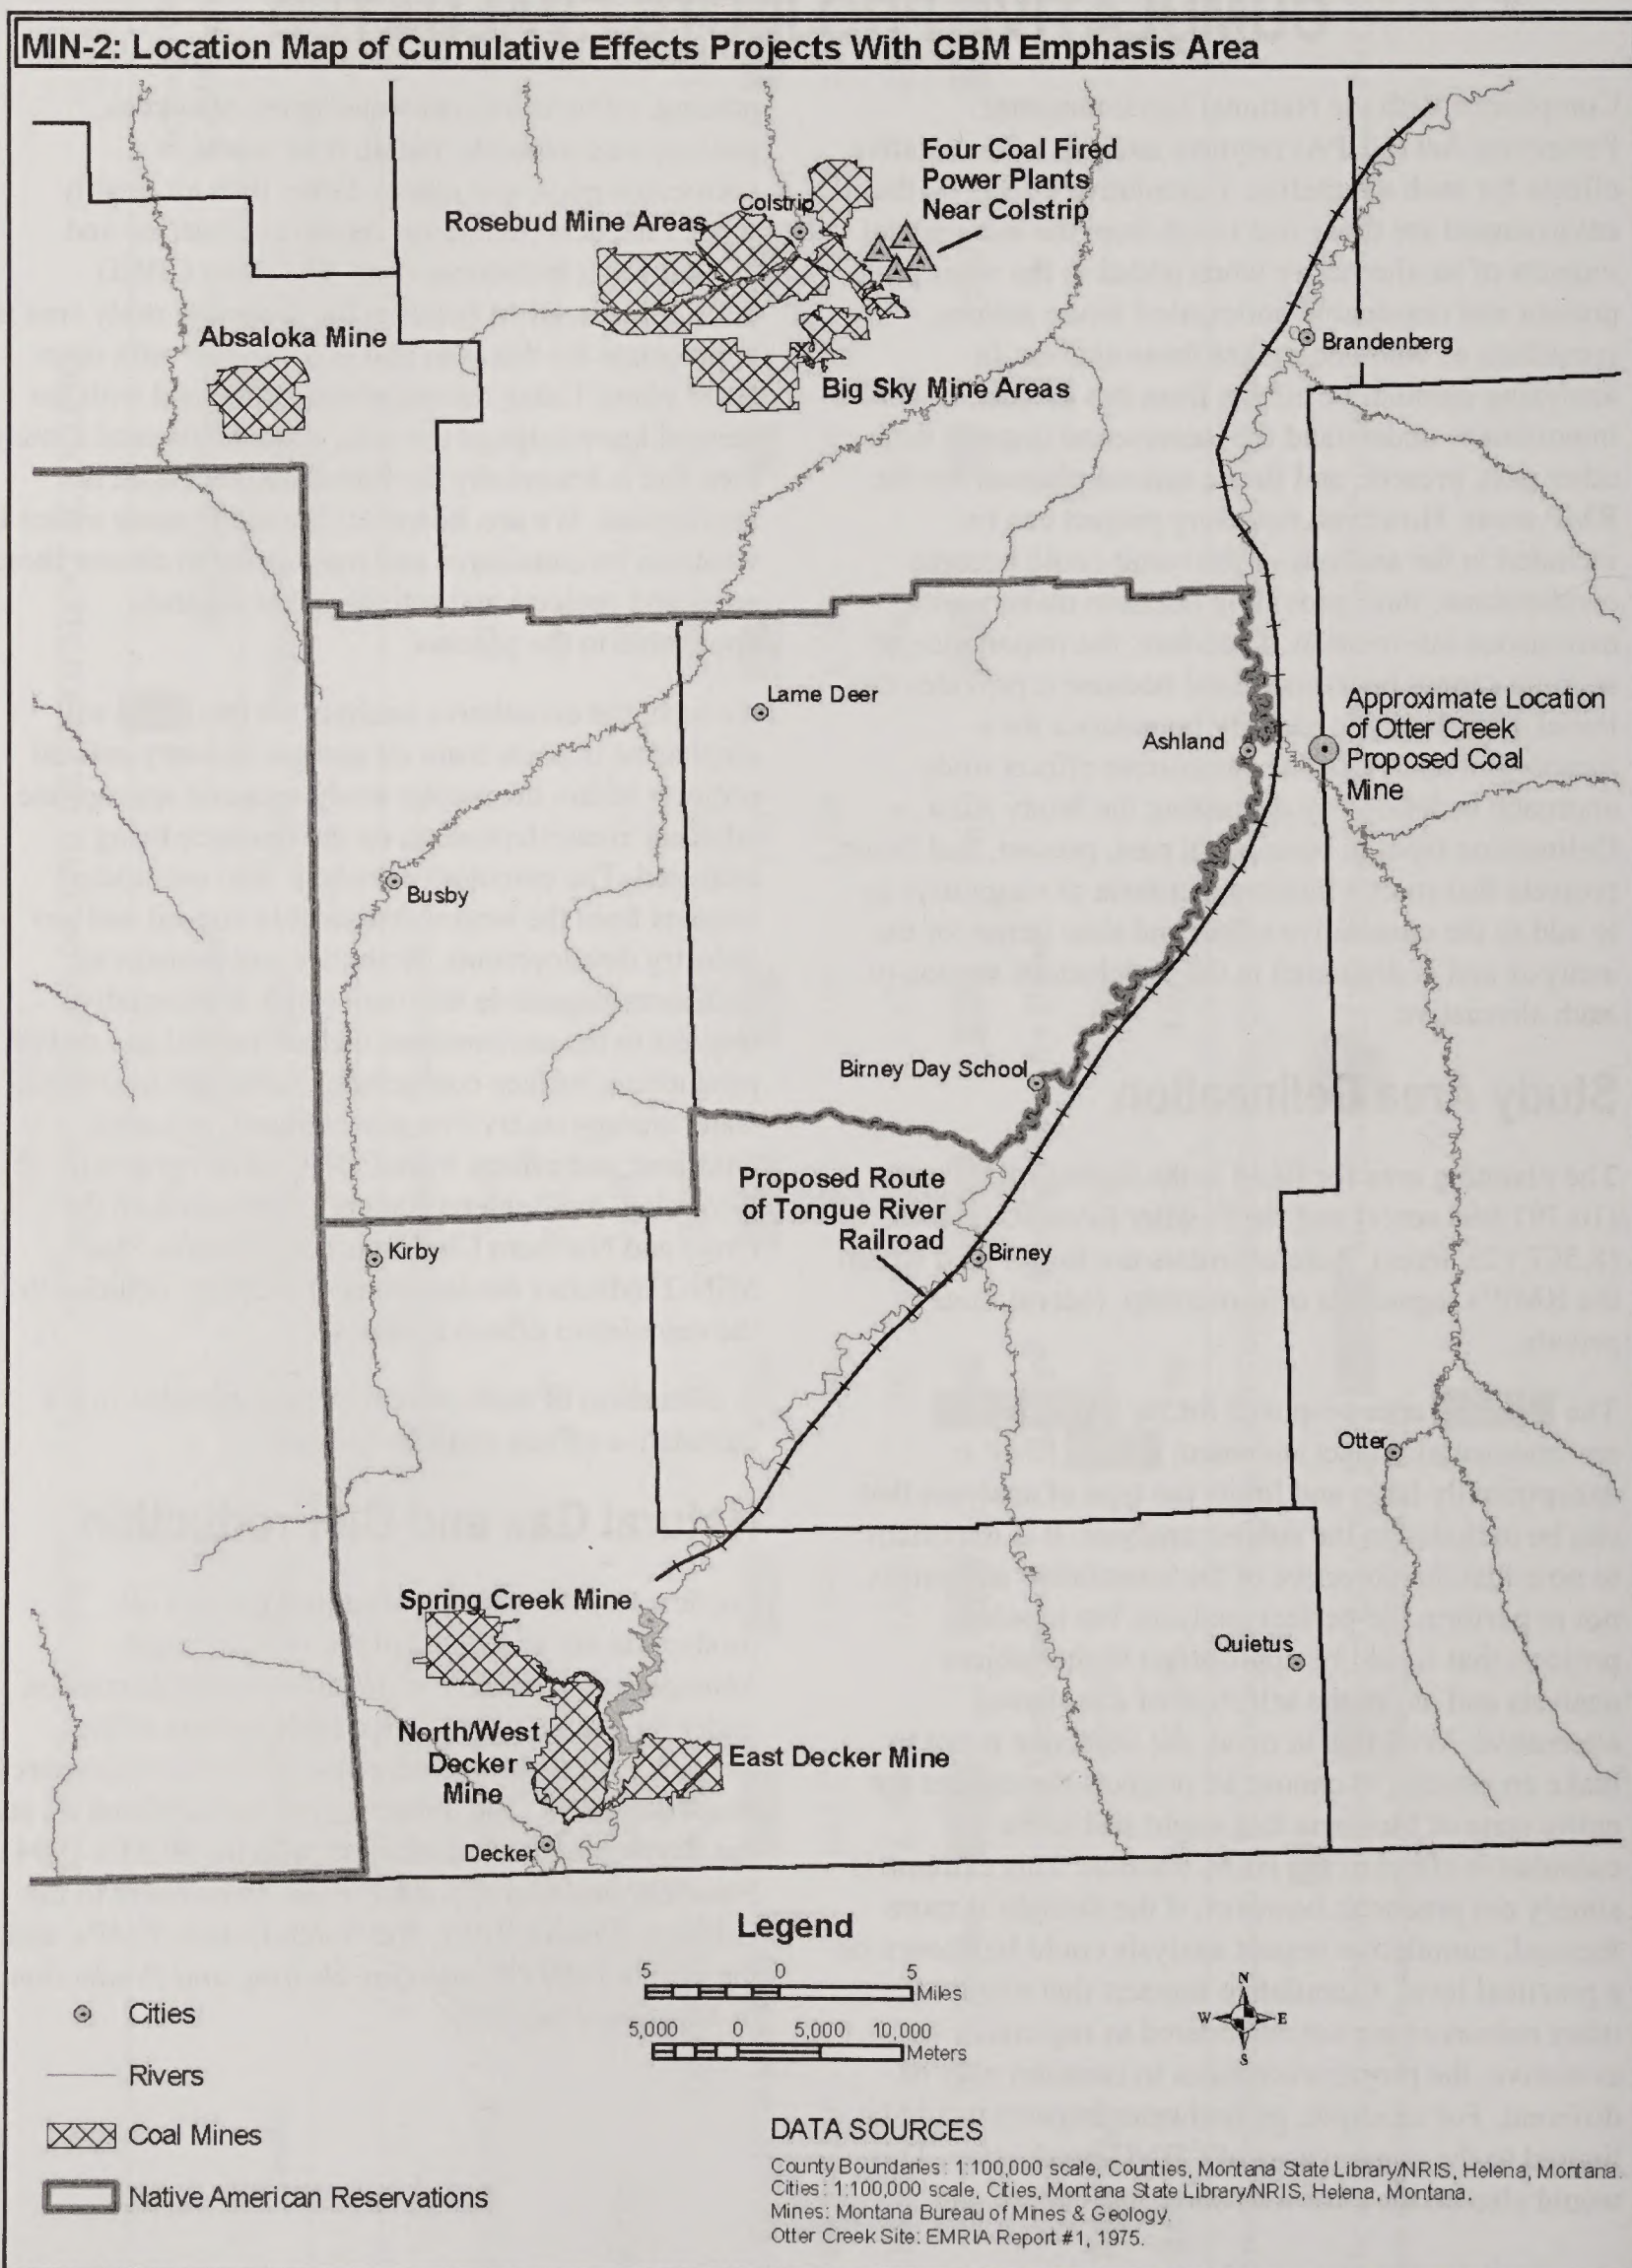 MIN-2: Location Map of Cumulative Effects Projects With CBM Emphasis Area
Four Coal Fired
Power Plants
Near Colstrip
Colstrip
Rosebud Mine Areas
Absaloka Mine
Brandenberg
Big Sky Mine Areas
Lame Deer
Approximate Location
of Otter Creek
Proposed Coal
Mine
Ashland
Busby
Birney Day School
Proposed Route
of Tongue River
Railroad
Kirby
Birney
Otter
Spring Creek Mine
Quietus
North/West
Decker
Mine
East Decker Mine
Decker
Legend
5 0 5
Miles
5,000 0 5,000 10,000
Meters
N
W E
S
Cities
Rivers
Coal Mines
Native American Reservations
DATA SOURCES
County Boundaries: 1:100,000 scale, Counties, Montana State Library/NRIS, Helena, Montana.
Cities: 1:100,000 scale, Cities, Montana State Library/NRIS, Helena, Montana.
Mines: Montana Bureau of Mines & Geology.
Otter Creek Site: EMRIA Report #1, 1975.